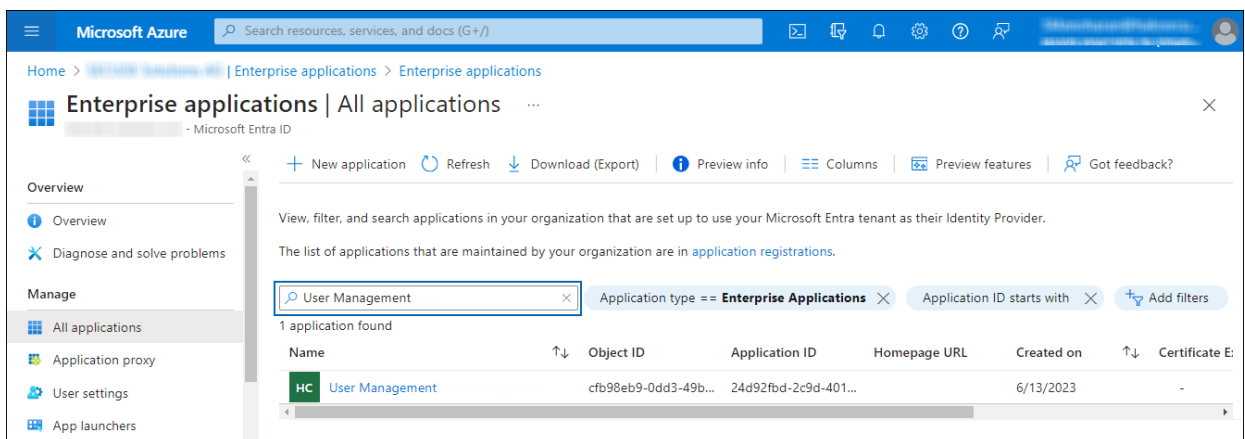 Microsoft Azure
Search resources, services, and docs (G+/)
Home > | Enterprise applications > Enterprise applications
Enterprise applications | All applications ...
- Microsoft Entra ID
New application Refresh Download (Export) Preview info Columns Preview features Got feedback?
Overview
Overview
Diagnose and solve problems
Manage
All applications
Application proxy
User settings
App launchers
View, filter, and search applications in your organization that are set up to use your Microsoft Entra tenant as their Identity Provider.
The list of applications that are maintained by your organization are in application registrations.
User Management
Application type == Enterprise Applications
Application ID starts with
Add filters
1 application found
Name Object ID Application ID Homepage URL Created on Certificate
HC User Management cfb98eb9-0dd3-49b... 24d92fbd-2c9d-401... 6/13/2023 -